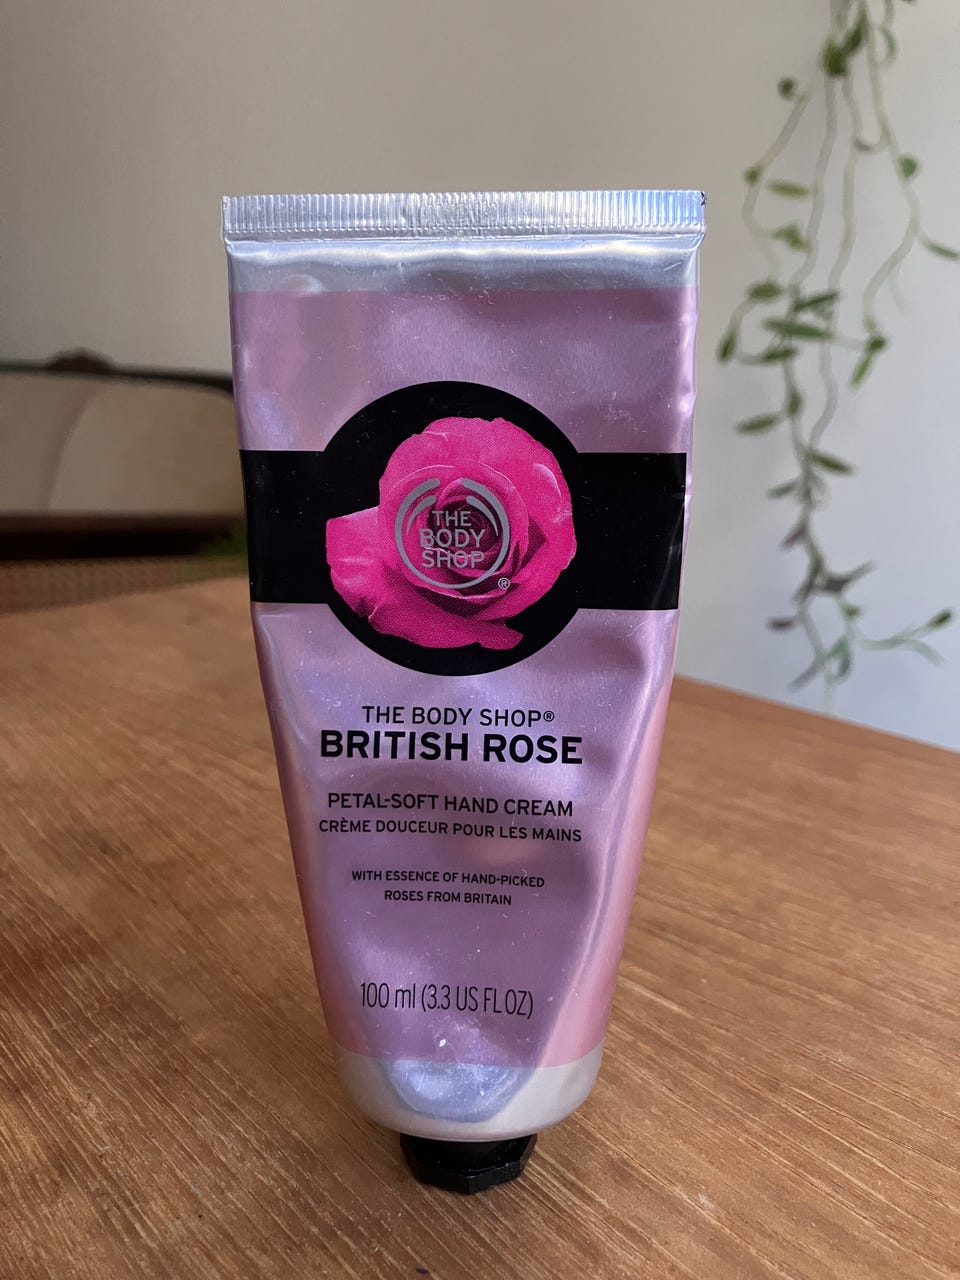 THE
BODY
SHOP
®
THE BODY SHOP®
BRITISH ROSE
PETAL-SOFT HAND CREAM
CRÈME DOUCEUR POUR LES MAINS
WITH ESSENCE OF HAND-PICKED
ROSES FROM BRITAIN
100 ml (3.3 US FL OZ)